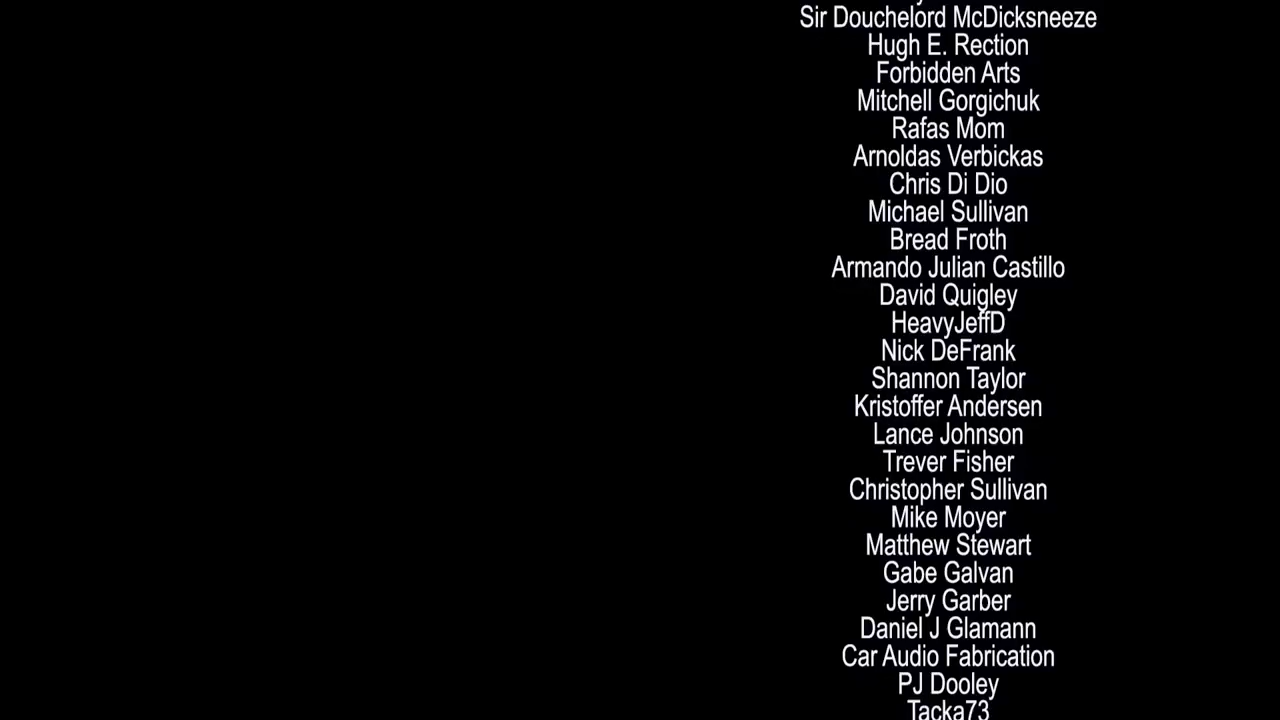 Sir Douchelord McDicksneeze
Hugh E. Rection
Forbidden Arts
Mitchell Gorgichuk
Rafas Mom
Arnoldas Verbickas
Chris Di Dio
Michael Sullivan
Bread Froth
Armando Julian Castillo
David Quigley
HeavyJeffD
Nick DeFrank
Shannon Taylor
Kristoffer Andersen
Lance Johnson
Trever Fisher
Christopher Sullivan
Mike Moyer
Matthew Stewart
Gabe Galvan
Jerry Garber
Daniel J Glamann
Car Audio Fabrication
PJ Dooley
Tacka73